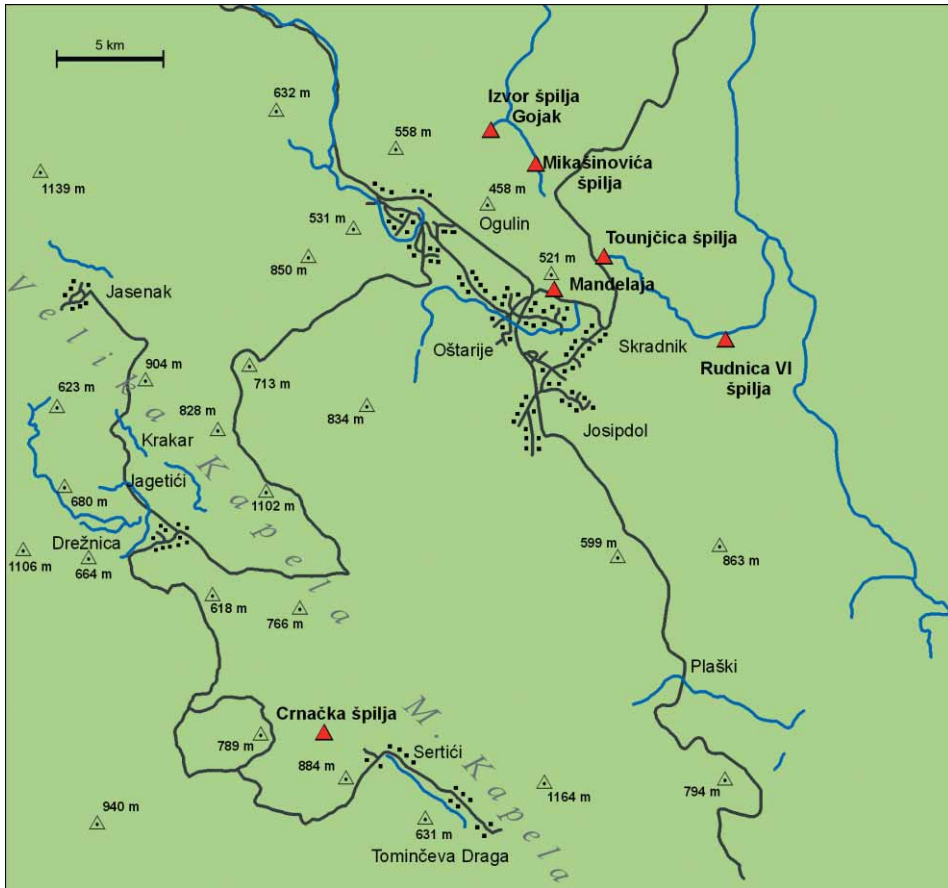 5 km
632 m
Izvor špilja
Gojak
558 m
1139 m
Mikašinovića
špilja
458 m
Ogulin
531 m
Tounjčica špilja
850 m
521 m
Mandelaja
Jasenak
Velika Kapela
Oštarije
Skradnik
Rudnica VI
špilja
904 m
713 m
623 m
828 m
834 m
Krakar
Josipdol
Jagetići
680 m
1102 m
Drežnica
1106 m
664 m
599 m
863 m
618 m
766 m
Plaški
Crnačka špilja
M. Kapela
789 m
Sertići
884 m
1164 m
794 m
940 m
631 m
Tominčeva Draga